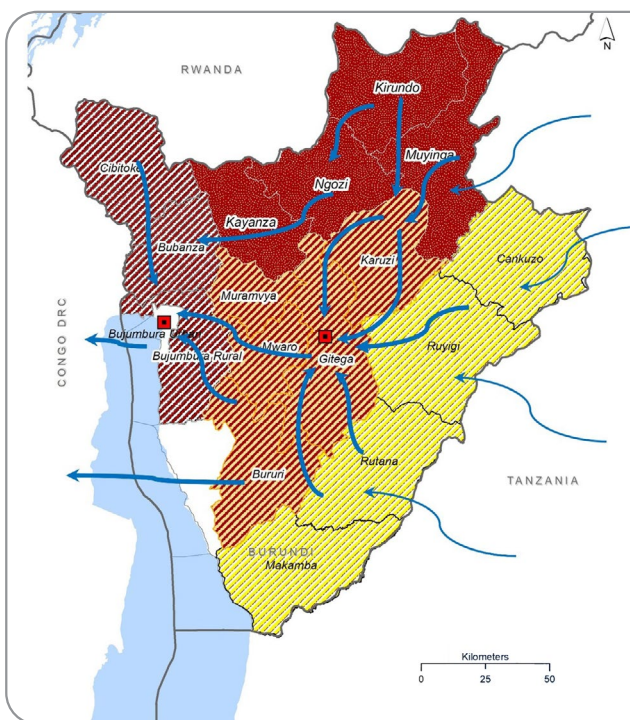 N
RWANDA
Kirundo
Cibitoke
Muyinga
Ngozi
Kayanza
Bubanza
Karuzi
Cankuzo
Muramvya
CONGO DRC
Bujumbura
Mwaro
Ruyigi
Bujumbura Rural
Gitega
Rutana
Bururi
TANZANIA
BURUNDI
Makamba
Kilometers
0 25 50